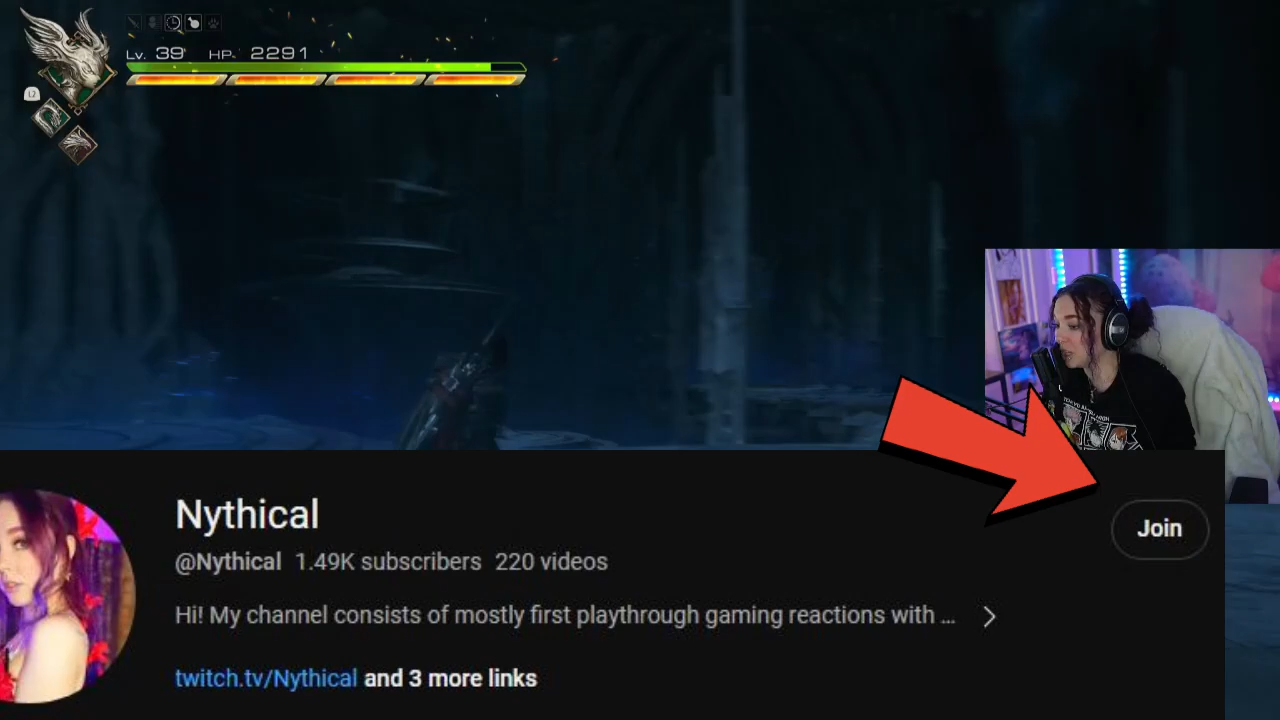 Lv. 39 HP 2291
L2
Nythical
@Nythical 1.49K subscribers 220 videos
Join
Hi! My channel consists of mostly first playthrough gaming reactions with ...
twitch.tv/Nythical and 3 more links